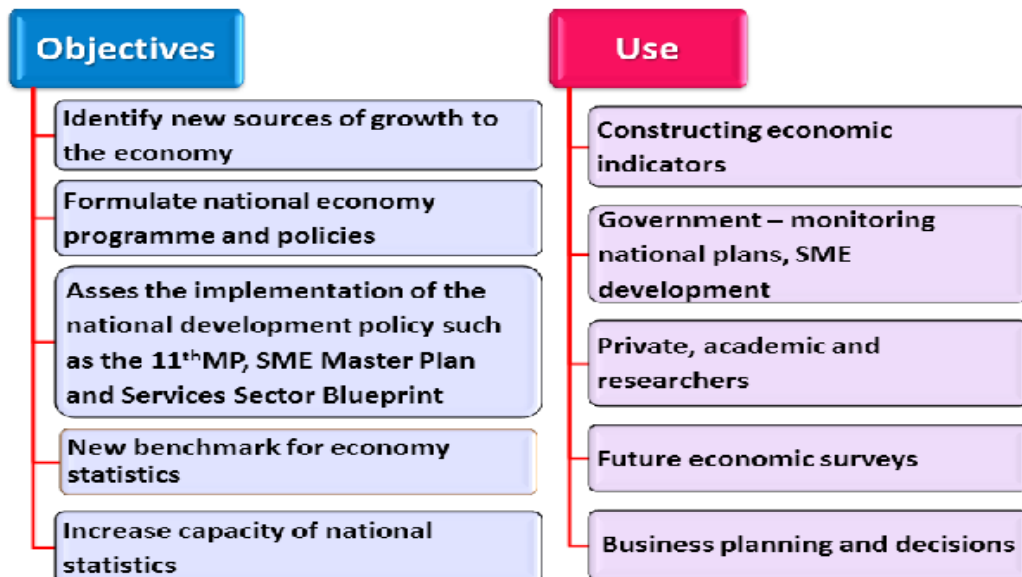 Objectives
Identify new sources of growth to
the economy
Formulate national economy
programme and policies
Asses the implementation of the
national development policy such
as the 11thMP, SME Master Plan
and Services Sector Blueprint
New benchmark for economy
statistics
Increase capacity of national
statistics
Use
Constructing economic
indicators
Government – monitoring
national plans, SME
development
Private, academic and
researchers
Future economic surveys
Business planning and decisions